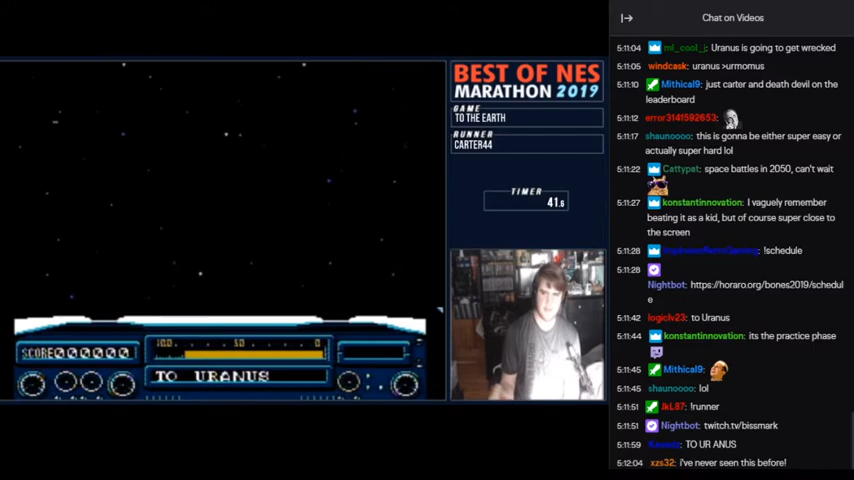 Chat on Videos
5:11:04 ml_cool_j: Uranus is going to get wrecked
5:11:05 windcask: uranus >urmomus
5:11:10 Mithical9: just carter and death devil on the
leaderboard
5:11:12 error3141592653:
5:11:17 shaunoooo: this is gonna be either super easy or
actually super hard lol
5:11:22 Cattypat: space battles in 2050, can't wait
5:11:27 konstantinnovation: I vaguely remember
beating it as a kid, but of course super close to
the screen
5:11:28 !schedule
5:11:28 Nightbot: https://horaro.org/bones2019/schedul
e
5:11:42 logiclv23: to Uranus
5:11:44 konstantinnovation: its the practice phase
5:11:45 Mithical9:
5:11:45 shaunoooo: lol
5:11:51 JkL87: !runner
5:11:51 Nightbot: twitch.tv/bissmark
5:11:59 TO UR ANUS
5:12:04 xzs32: i've never seen this before!
BEST OF NES
MARATHON 2019
GAME
TO THE EARTH
RUNNER
CARTER44
TIMER
41.6
SCORE000000
100 50 0
TO URANUS